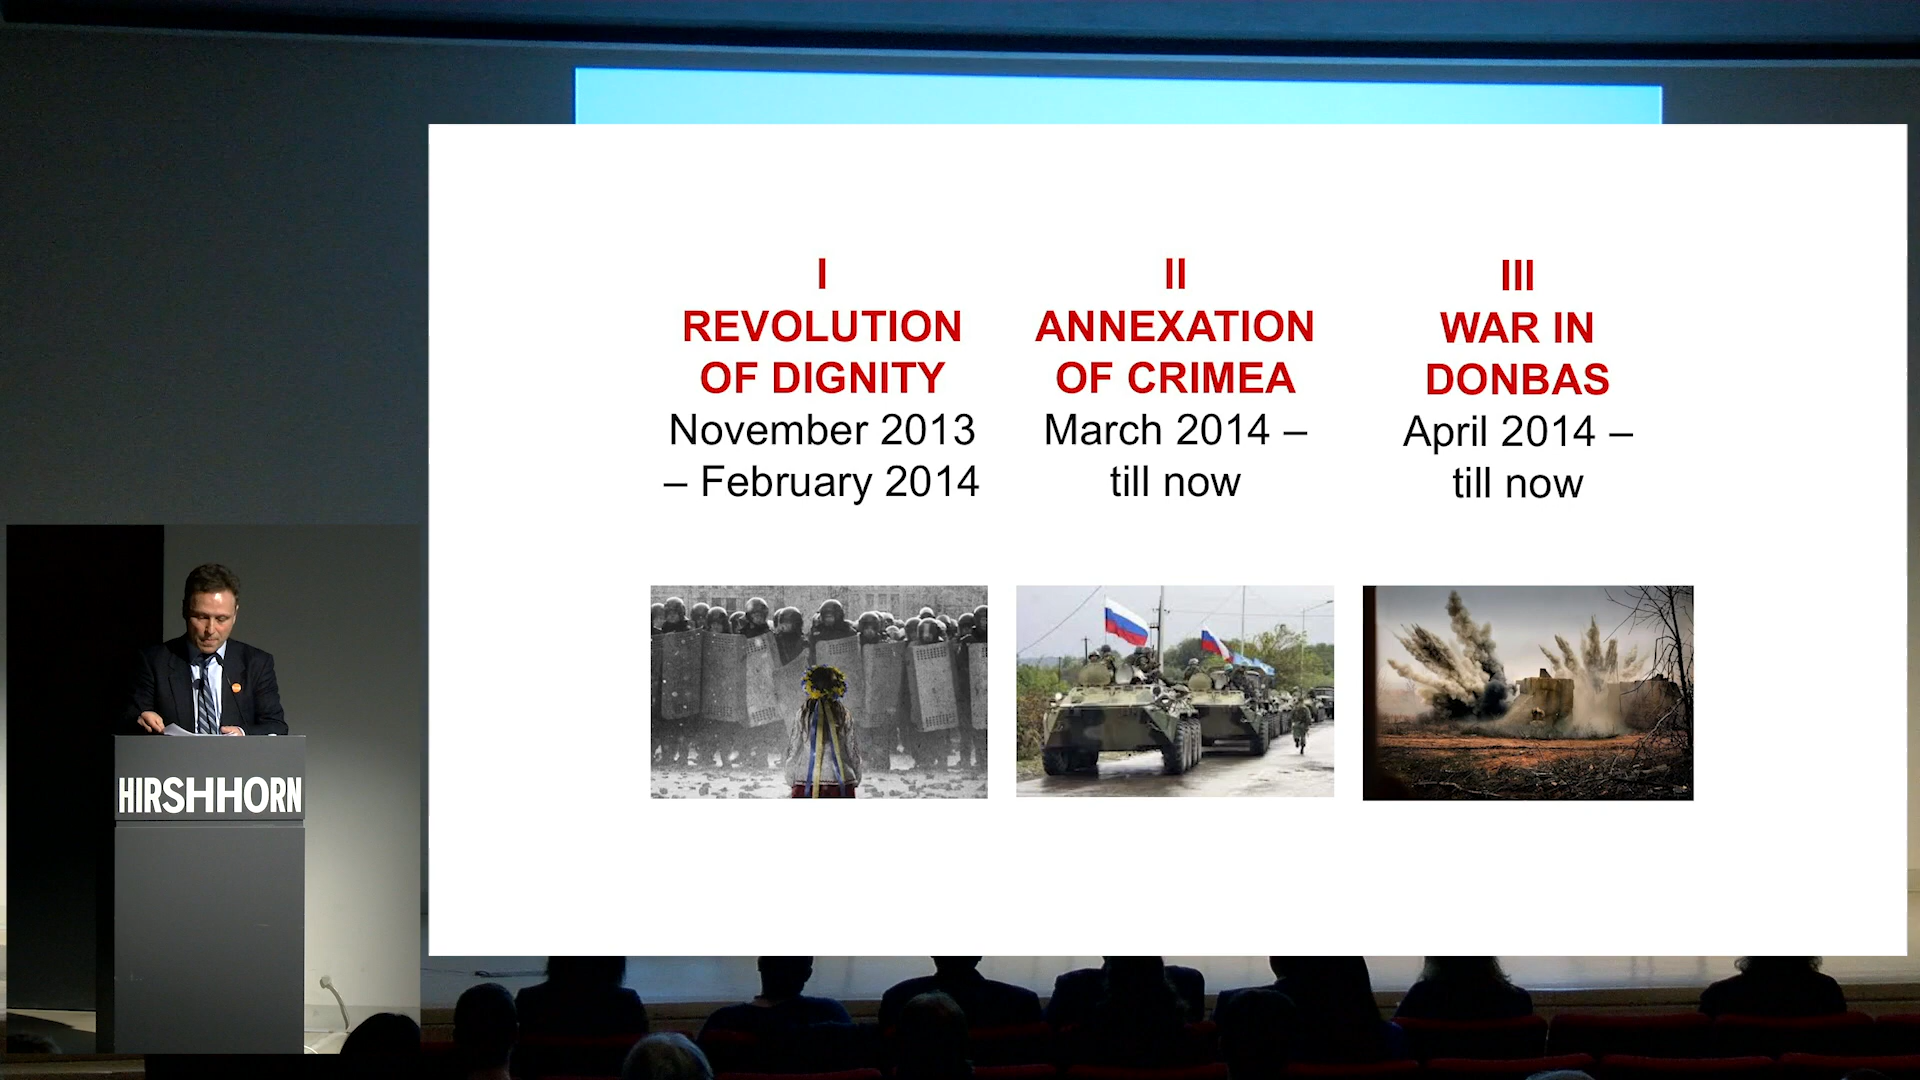 I
REVOLUTION
OF DIGNITY
November 2013
– February 2014
II
ANNEXATION
OF CRIMEA
March 2014 –
till now
III
WAR IN
DONBAS
April 2014 –
till now
HIRSHHORN